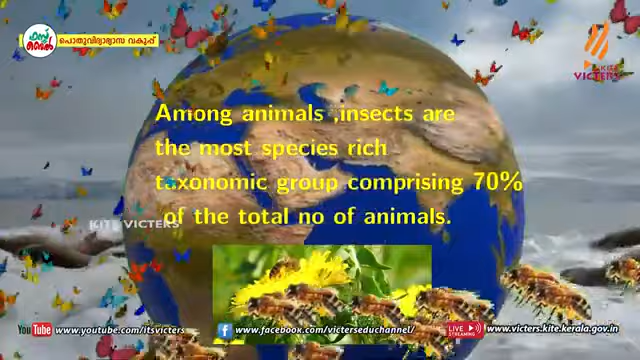 ഫസ്റ്റ് ബെൽ
പൊതുവിദ്യാഭ്യാസ വകുപ്പ്
KITE
VICTERS
Among animals ,insects are
the most species rich
taxonomic group comprising 70%
of the total no of animals.
KITE VICTERS
YouTube www.youtube.com/itsvicters
f www.facebook.com/victerseduchannel/
LIVE STREAMING www.victers.kite.kerala.gov.in